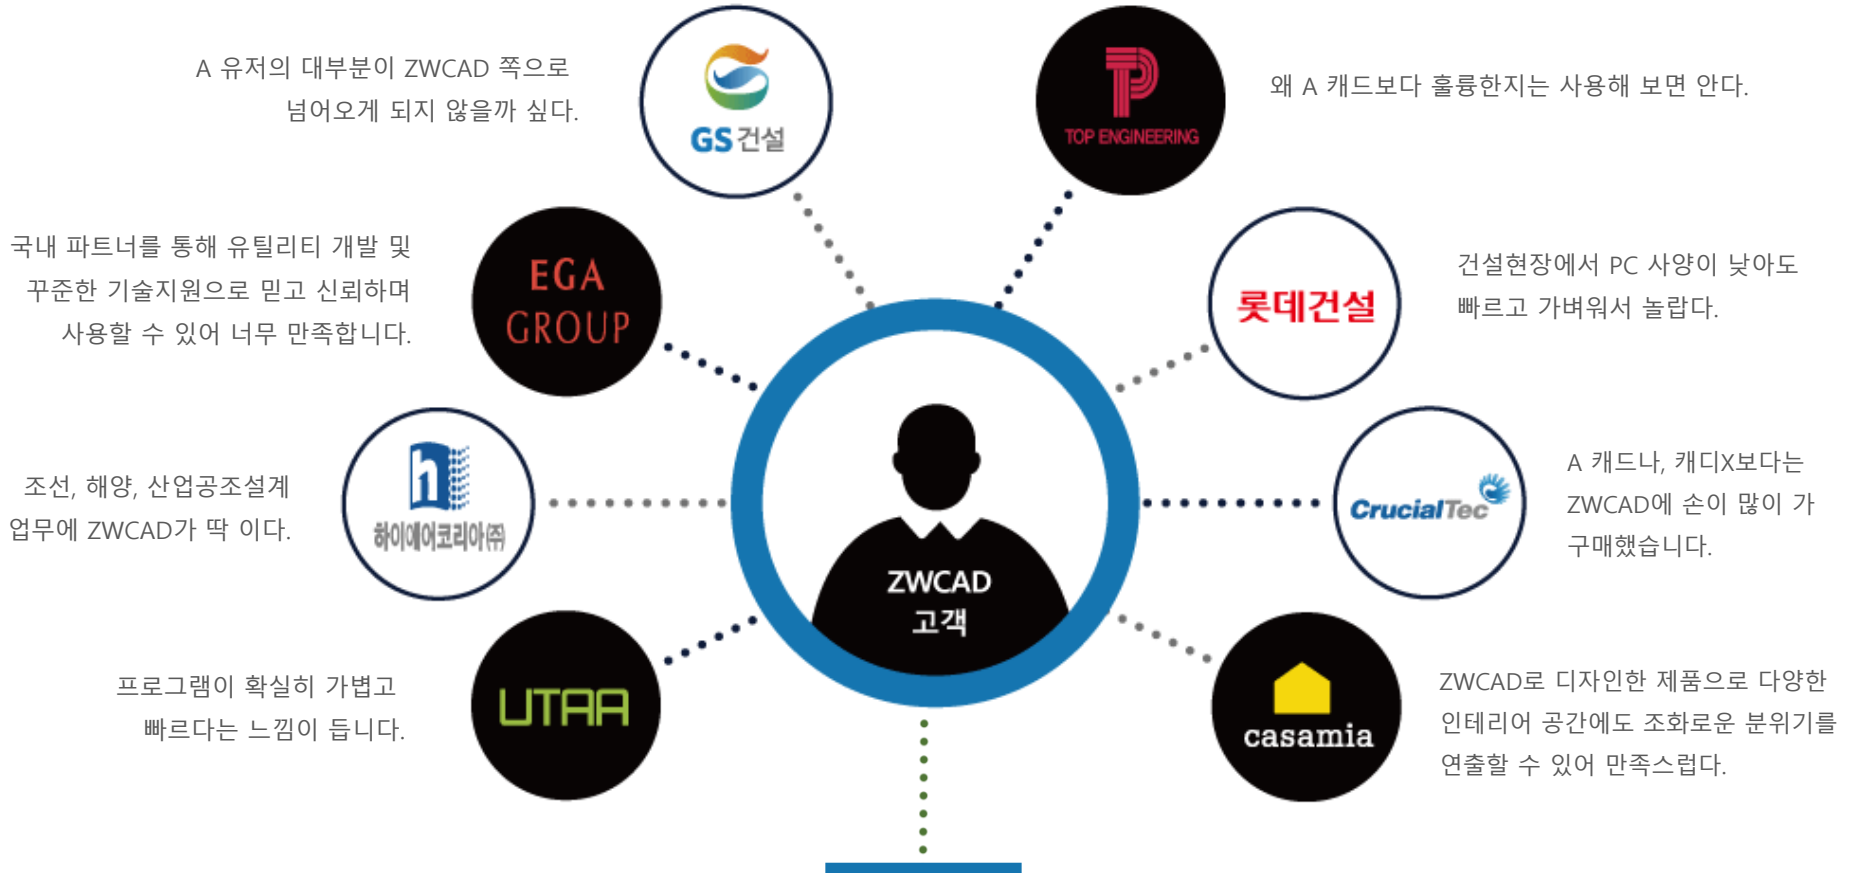 A 유저의 대부분이 ZWCAD 쪽으로
넘어오게 되지 않을까 싶다.
GS건설
TOP ENGINEERING
왜 A 캐드보다 훌륭한지는 사용해 보면 안다.
국내 파트너를 통해 유틸리티 개발 및
꾸준한 기술지원으로 믿고 신뢰하며
사용할 수 있어 너무 만족합니다.
EGA
GROUP
롯데건설
건설현장에서 PC 사양이 낮아도
빠르고 가벼워서 놀랍다.
조선, 해양, 산업공조설계
업무에 ZWCAD가 딱 이다.
하이에어코리아(주)
ZWCAD
고객
CrucialTec
A 캐드나, 캐디X보다는
ZWCAD에 손이 많이 가
구매했습니다.
프로그램이 확실히 가볍고
빠르다는 느낌이 듭니다.
UTAA
casamia
ZWCAD로 디자인한 제품으로 다양한
인테리어 공간에도 조화로운 분위기를
연출할 수 있어 만족스럽다.